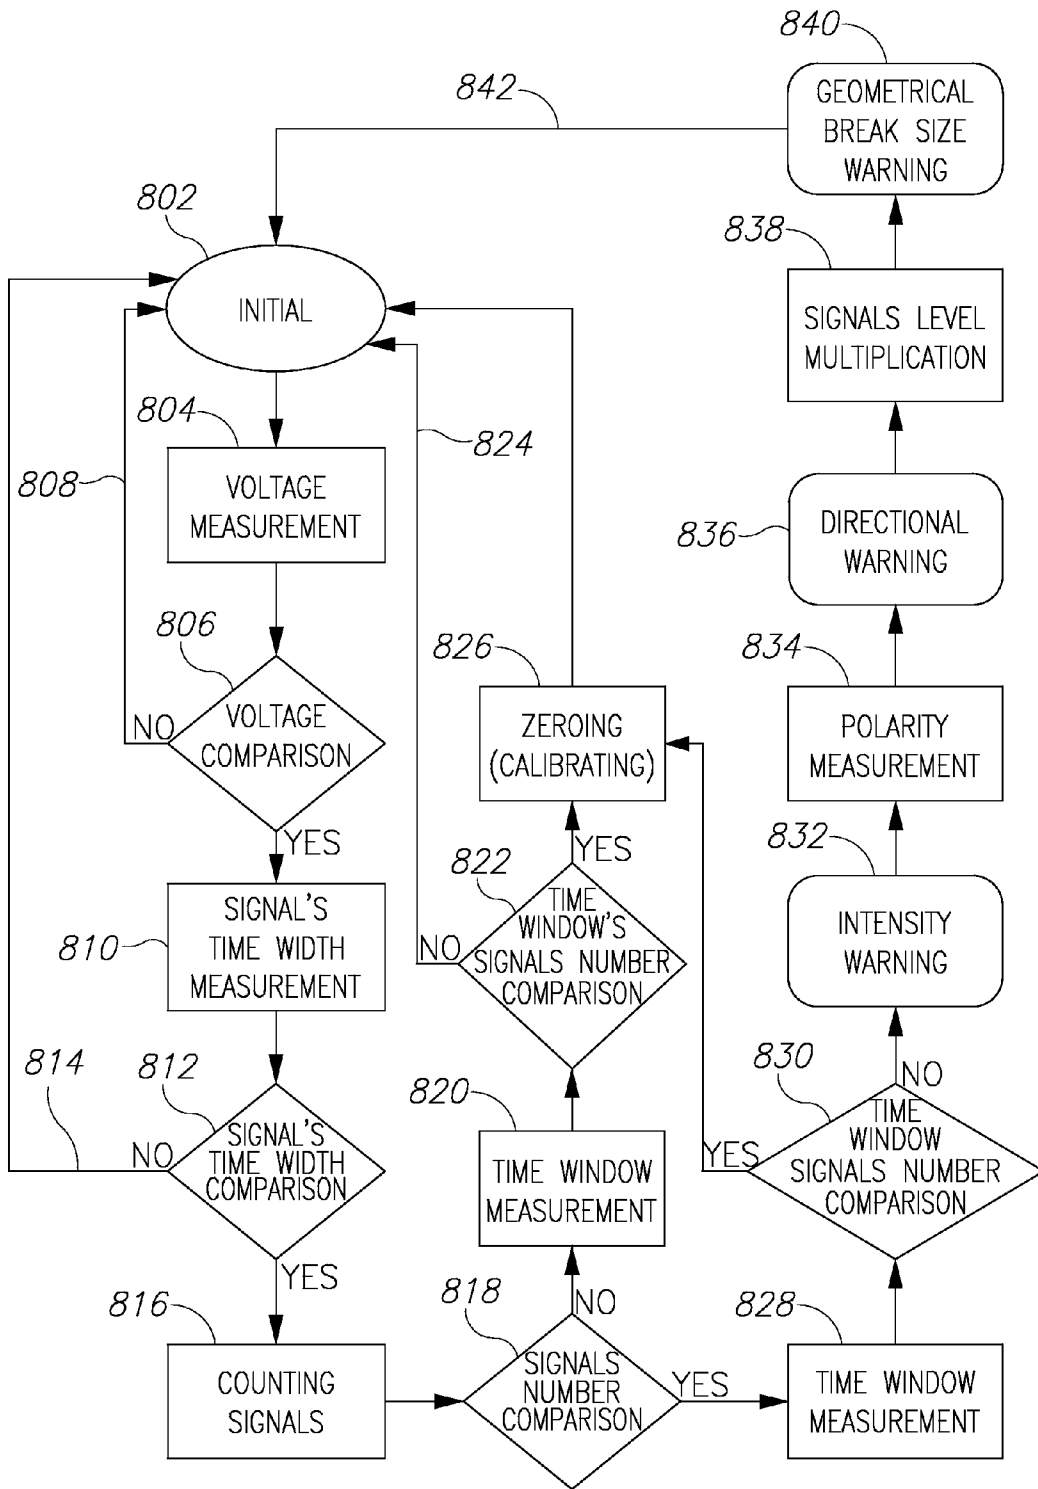 840
GEOMETRICAL
BREAK SIZE
WARNING
842
802
INITIAL
838
SIGNALS LEVEL
MULTIPLICATION
804
VOLTAGE
MEASUREMENT
808
824
836
DIRECTIONAL
WARNING
806
VOLTAGE
COMPARISON
NO
YES
826
ZEROING
(CALIBRATING)
834
POLARITY
MEASUREMENT
822
TIME
WINDOW'S
SIGNALS NUMBER
COMPARISON
YES
NO
832
INTENSITY
WARNING
810
SIGNAL'S
TIME WIDTH
MEASUREMENT
814
812
SIGNAL'S
TIME WIDTH
COMPARISON
NO
YES
820
TIME WINDOW
MEASUREMENT
830
NO
TIME
WINDOW
SIGNALS NUMBER
COMPARISON
YES
816
COUNTING
SIGNALS
818
NO
SIGNALS
NUMBER
COMPARISON
YES
828
TIME WINDOW
MEASUREMENT